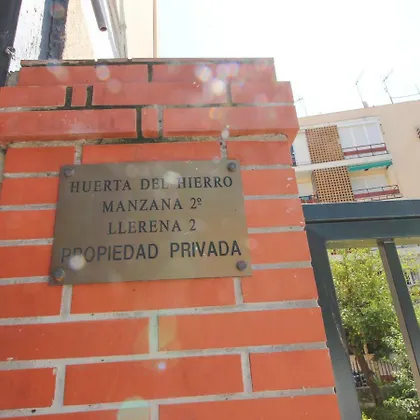 HUERTA DEL HIERRO
MANZANA 2º
LLERENA 2
PROPIEDAD PRIVADA